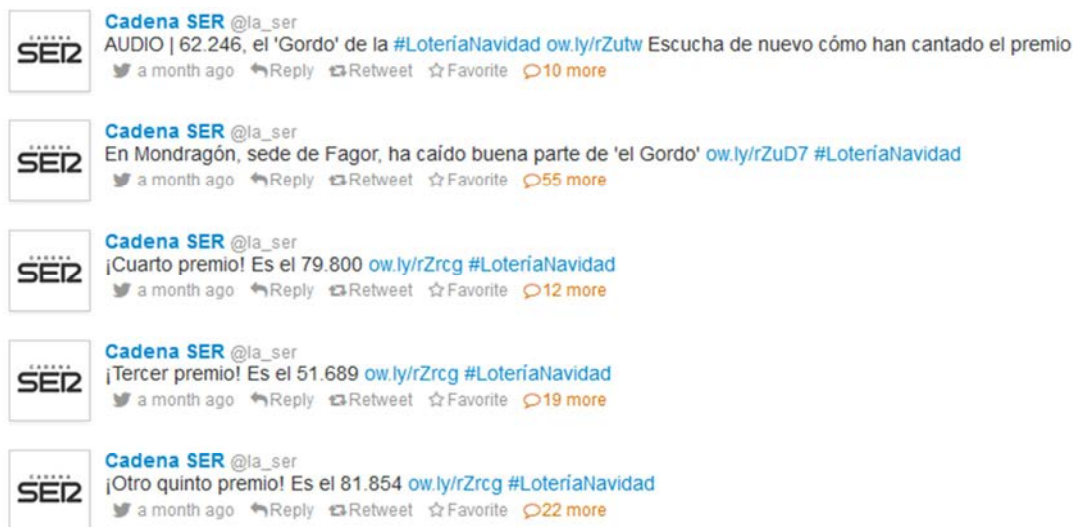 CADENA
SER
Cadena SER @la_ser
AUDIO | 62.246, el 'Gordo' de la #LoteríaNavidad ow.ly/rZutw Escucha de nuevo cómo han cantado el premio
a month ago Reply Retweet Favorite 10 more
CADENA
SER
Cadena SER @la_ser
En Mondragón, sede de Fagor, ha caído buena parte de 'el Gordo' ow.ly/rZuD7 #LoteríaNavidad
a month ago Reply Retweet Favorite 55 more
CADENA
SER
Cadena SER @la_ser
¡Cuarto premio! Es el 79.800 ow.ly/rZrcg #LoteríaNavidad
a month ago Reply Retweet Favorite 12 more
CADENA
SER
Cadena SER @la_ser
¡Tercer premio! Es el 51.689 ow.ly/rZrcg #LoteríaNavidad
a month ago Reply Retweet Favorite 19 more
CADENA
SER
Cadena SER @la_ser
¡Otro quinto premio! Es el 81.854 ow.ly/rZrcg #LoteríaNavidad
a month ago Reply Retweet Favorite 22 more